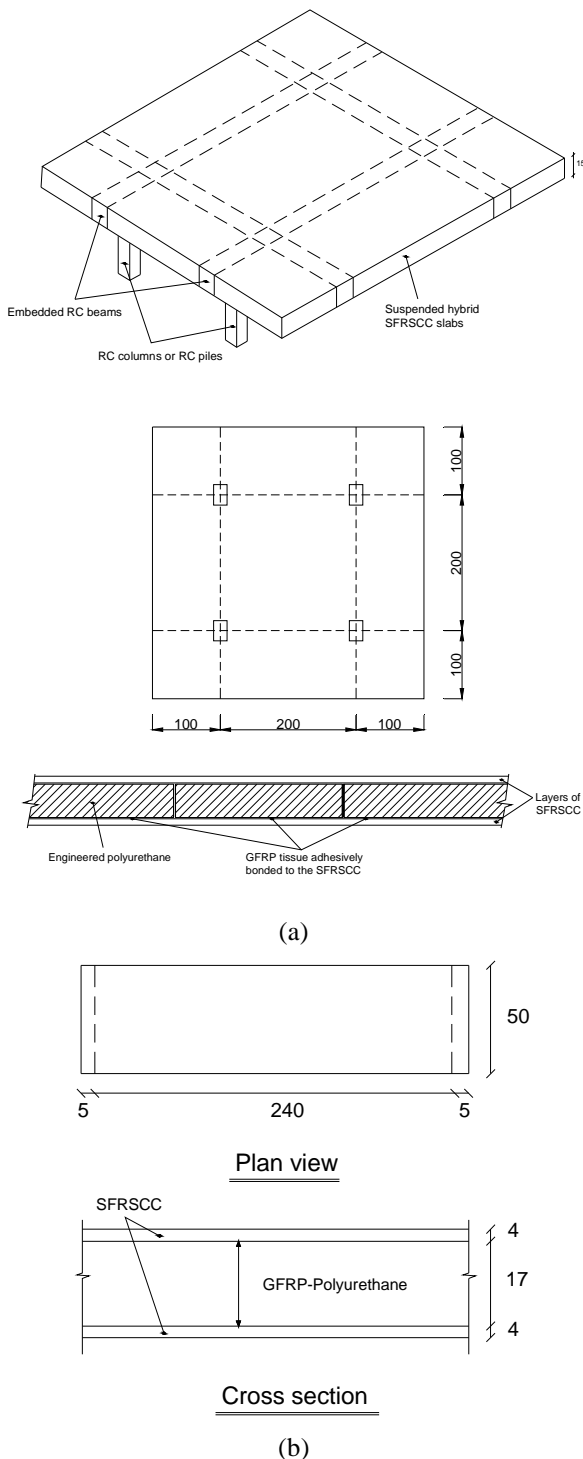 15
Embedded RC beams
Suspended hybrid
SFRSCC slabs
RC columns or RC piles
100
200
100
100
200
100
Layers of
SFRSCC
Engineered polyurethane
GFRP tissue adhesively
bonded to the SFRSCC
(a)
50
5
240
5
Plan view
SFRSCC
4
GFRP-Polyurethane
17
4
Cross section
(b)